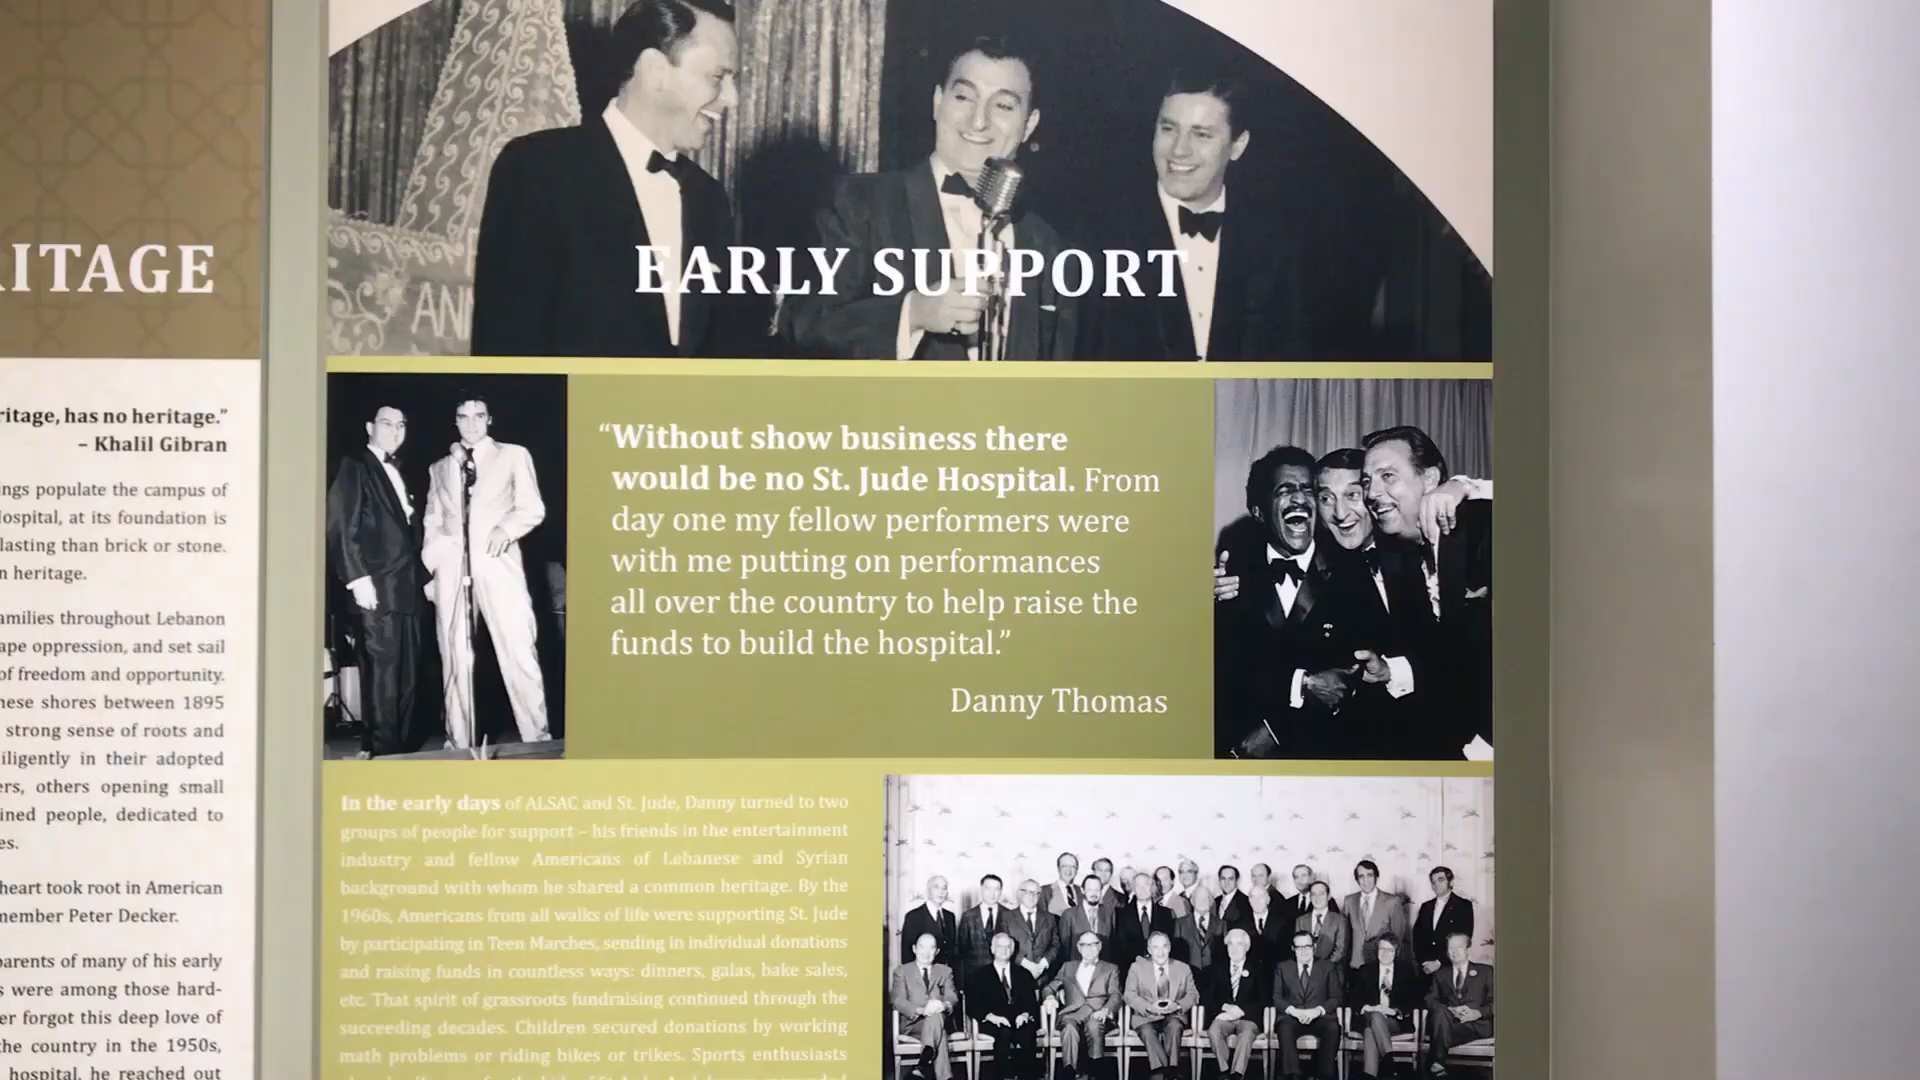 ITAGE
ritage, has no heritage.”
– Khalil Gibran
ings populate the campus of
Hospital, at its foundation is
lasting than brick or stone.
n heritage.
amilies throughout Lebanon
ape oppression, and set sail
of freedom and opportunity.
hese shores between 1895
strong sense of roots and
iligently in their adopted
ers, others opening small
ined people, dedicated to
es.
heart took root in American
member Peter Decker.
parents of many of his early
s were among those hard-
er forgot this deep love of
the country in the 1950s,
hospital, he reached out
ANN
EARLY SUPPORT
“Without show business there
would be no St. Jude Hospital. From
day one my fellow performers were
with me putting on performances
all over the country to help raise the
funds to build the hospital.”
Danny Thomas
In the early days of ALSAC and St. Jude, Danny turned to two
groups of people for support – his friends in the entertainment
industry and fellow Americans of Lebanese and Syrian
background with whom he shared a common heritage. By the
1960s, Americans from all walks of life were supporting St. Jude
by participating in Teen Marches, sending in individual donations
and raising funds in countless ways: dinners, galas, bake sales,
etc. That spirit of grassroots fundraising continued through the
succeeding decades. Children secured donations by working
math problems or riding bikes or trikes. Sports enthusiasts